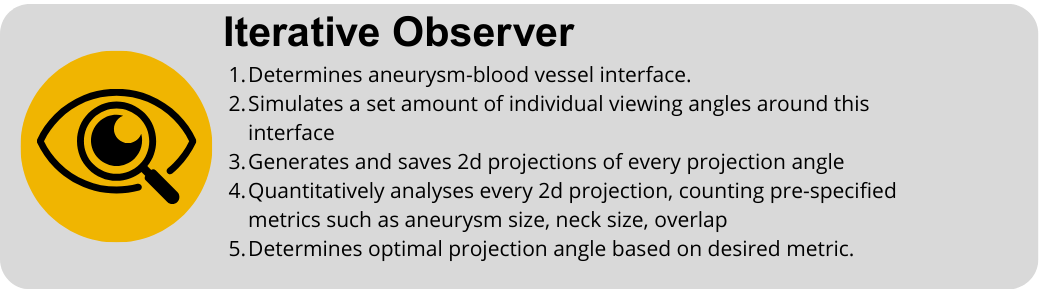 Iterative Observer
1. Determines aneurysm-blood vessel interface.
2. Simulates a set amount of individual viewing angles around this
interface
3. Generates and saves 2d projections of every projection angle
4. Quantitatively analyses every 2d projection, counting pre-specified
metrics such as aneurysm size, neck size, overlap
5. Determines optimal projection angle based on desired metric.